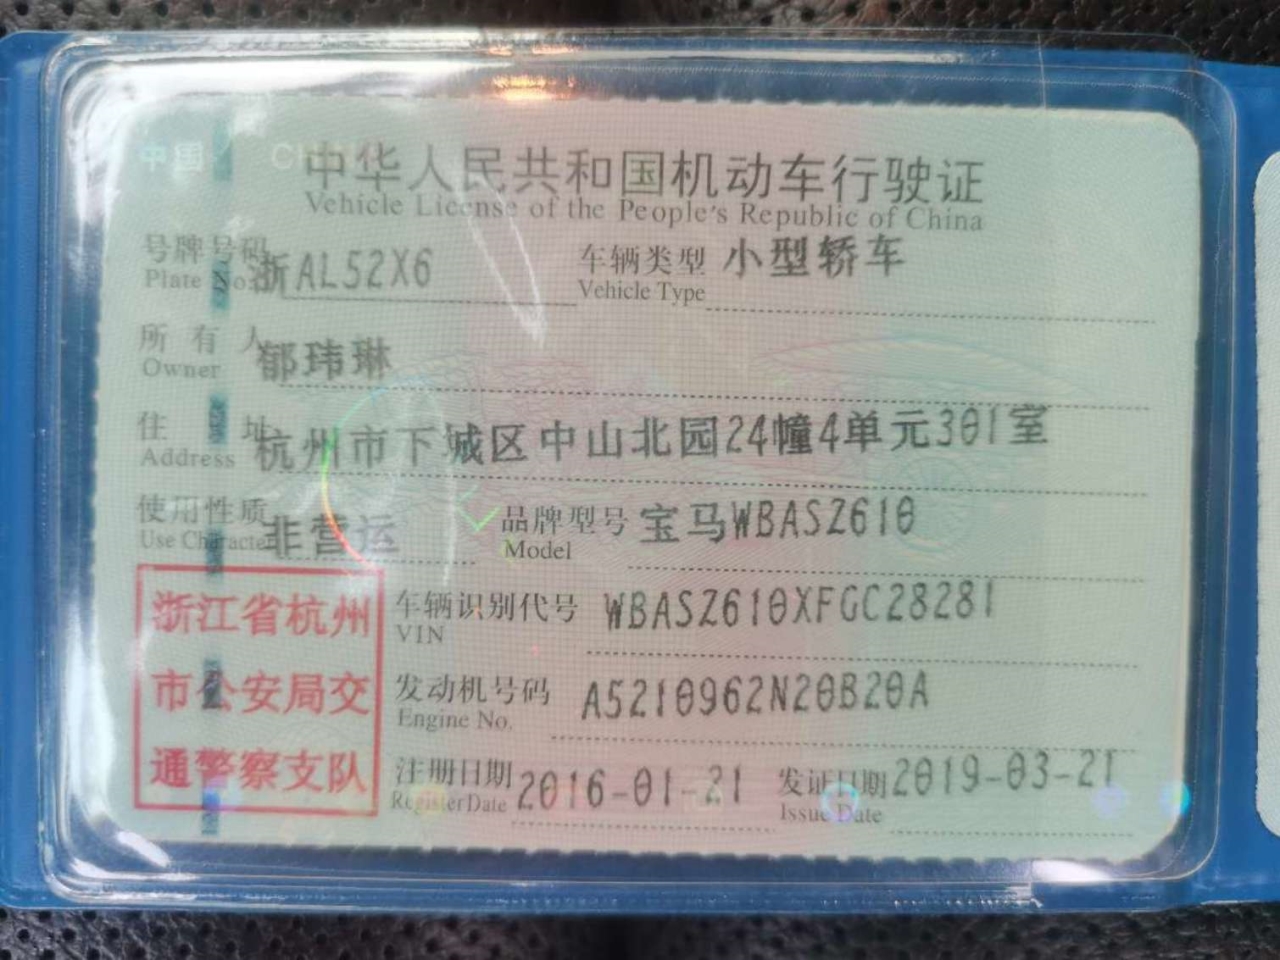 中国 CHINA
中华人民共和国机动车行驶证
Vehicle License of the People's Republic of China
号牌号码 浙AL52X6 车辆类型 小型轿车
Plate No. Vehicle Type
所有人 郁玮琳
Owner
住址 杭州市下城区中山北园24幢4单元301室
Address
使用性质 非营运 品牌型号 宝马WBASZ610
Use Character Model
浙江省杭州
市公安局交
通警察支队
车辆识别代号 WBASZ610XFGC28281
VIN
发动机号码 A5210962N20B20A
Engine No.
注册日期 2016-01-21 发证日期 2019-03-21
Register Date Issue Date